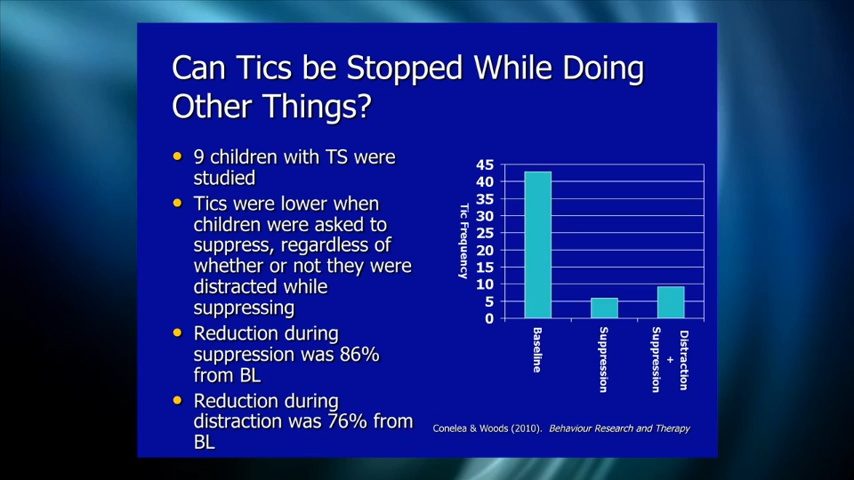 Can Tics be Stopped While Doing
Other Things?
• 9 children with TS were
studied
• Tics were lower when
children were asked to
suppress, regardless of
whether or not they were
distracted while
suppressing
• Reduction during
suppression was 86%
from BL
• Reduction during
distraction was 76% from
BL
Tic Frequency
45
40
35
30
25
20
15
10
5
0
Baseline
Suppression
Distraction
+
Suppression
Conelea & Woods (2010). Behaviour Research and Therapy